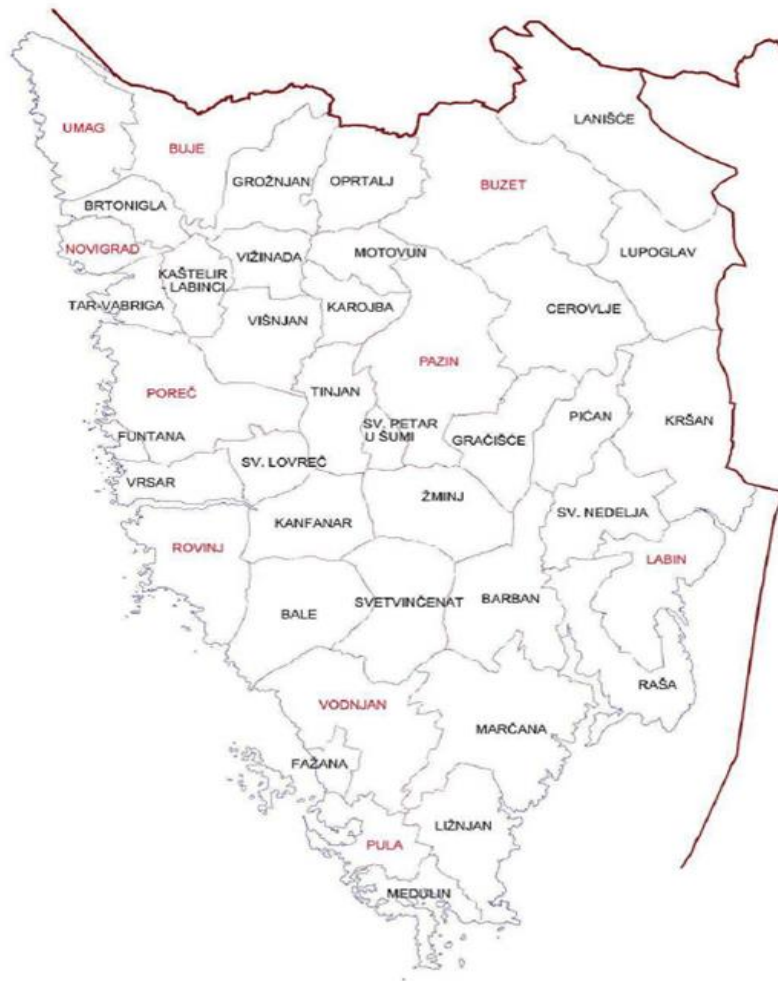 LANIŠĆE
UMAG
BUJE
GROŽNJAN
OPRTALJ
BUZET
BRTONIGLA
NOVIGRAD
VIŽINADA
MOTOVUN
LUPOGLAV
KAŠTELIR
- LABINCI
TAR-VABRIGA
KAROJBA
CEROVLJE
VIŠNJAN
PAZIN
POREČ
TINJAN
SV. PETAR
U ŠUMI
PIĆAN
KRŠAN
FUNTANA
GRAČIŠĆE
SV. LOVREČ
VRSAR
ŽMINJ
SV. NEDELJA
KANFANAR
ROVINJ
LABIN
SVETVINČENAT
BARBAN
BALE
RAŠA
VODNJAN
MARČANA
FAŽANA
LIŽNJAN
PULA
MEDULIN